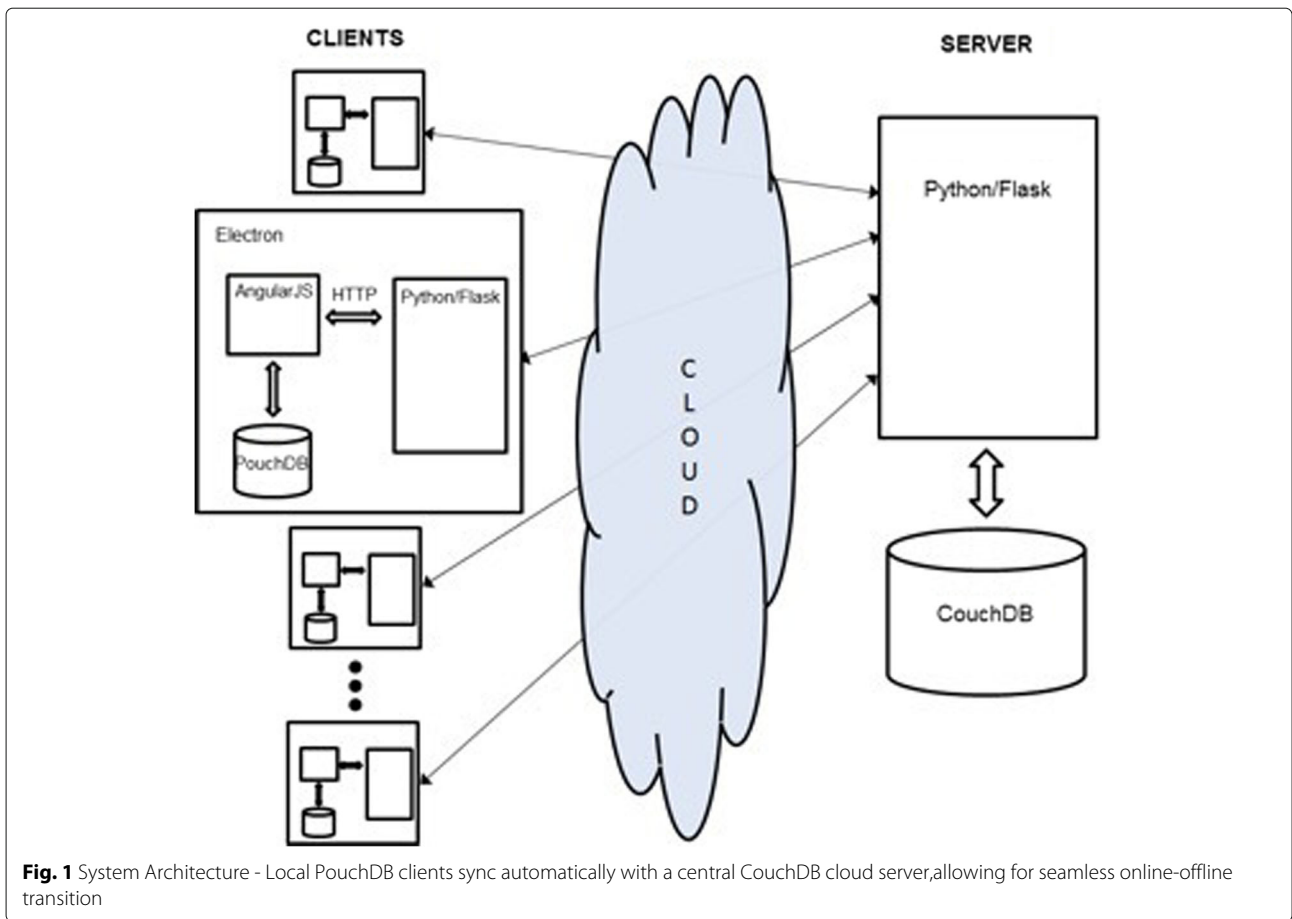 CLIENTS
SERVER
Electron
AngularJS
HTTP
Python/Flask
PouchDB
C
L
O
U
D
Python/Flask
CouchDB
Fig. 1 System Architecture - Local PouchDB clients sync automatically with a central CouchDB cloud server,allowing for seamless online-offline
transition